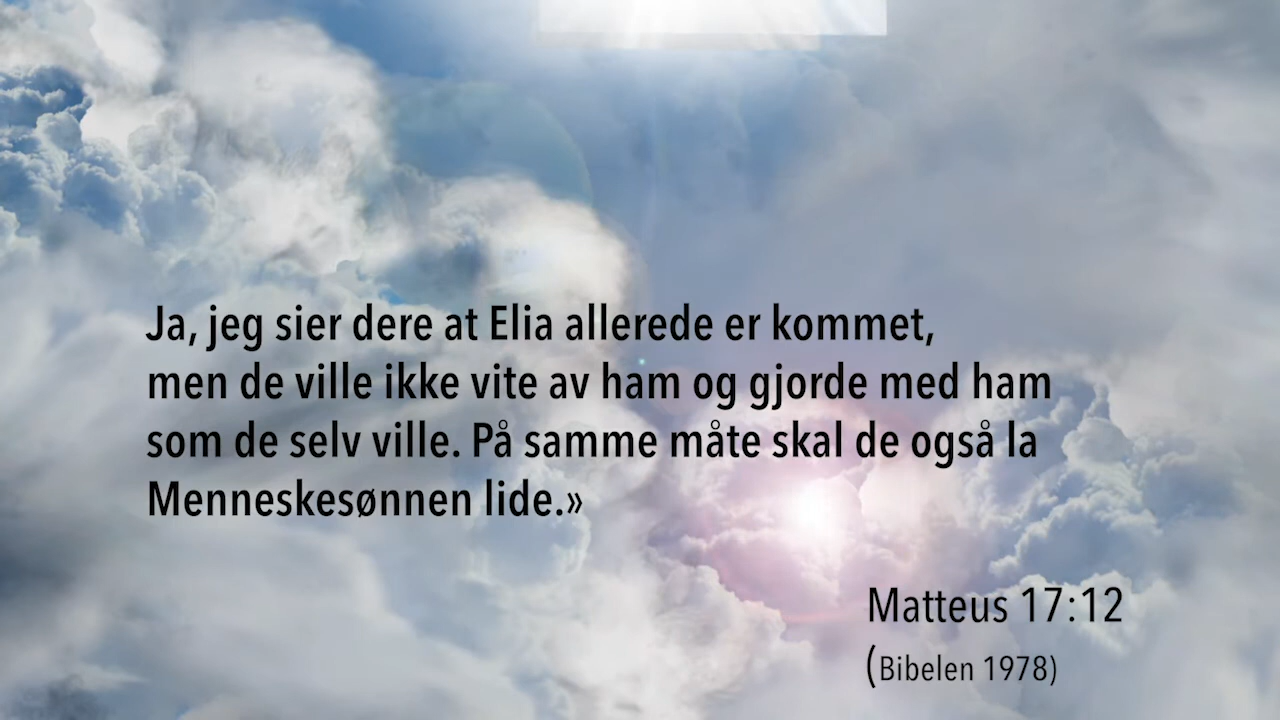 Ja, jeg sier dere at Elia allerede er kommet,
men de ville ikke vite av ham og gjorde med ham
som de selv ville. På samme måte skal de også la
Menneskesønnen lide.»
Matteus 17:12
(Bibelen 1978)